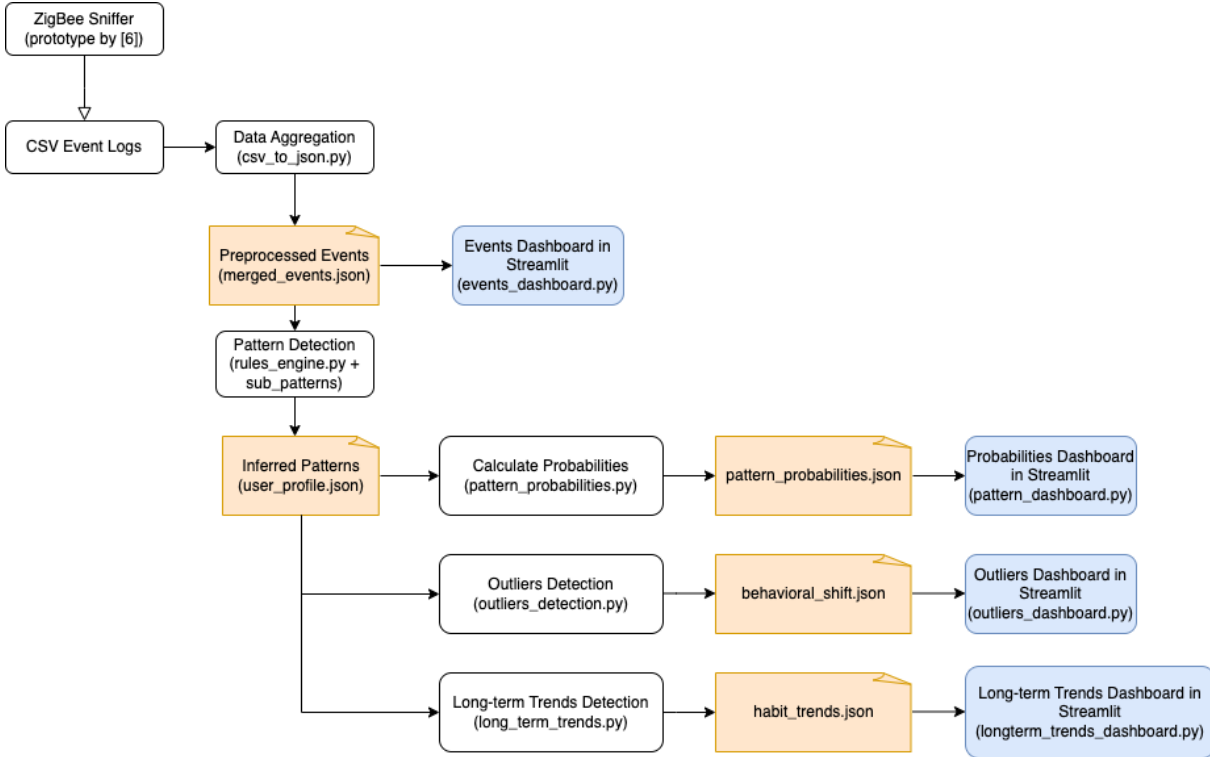 ZigBee Sniffer
(prototype by [6])
CSV Event Logs
Data Aggregation
(csv_to_json.py)
Preprocessed Events
(merged_events.json)
Events Dashboard in
Streamlit
(events_dashboard.py)
Pattern Detection
(rules_engine.py +
sub_patterns)
Inferred Patterns
(user_profile.json)
Calculate Probabilities
(pattern_probabilities.py)
pattern_probabilities.json
Probabilities Dashboard
in Streamlit
(pattern_dashboard.py)
Outliers Detection
(outliers_detection.py)
behavioral_shift.json
Outliers Dashboard in
Streamlit
(outliers_dashboard.py)
Long-term Trends Detection
(long_term_trends.py)
habit_trends.json
Long-term Trends Dashboard in
Streamlit
(longterm_trends_dashboard.py)